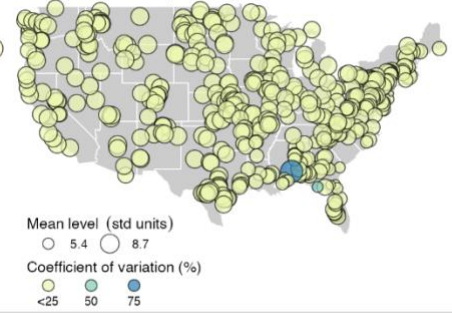 Mean level (std units)
5.4 8.7
Coefficient of variation (%)
<25 50 75